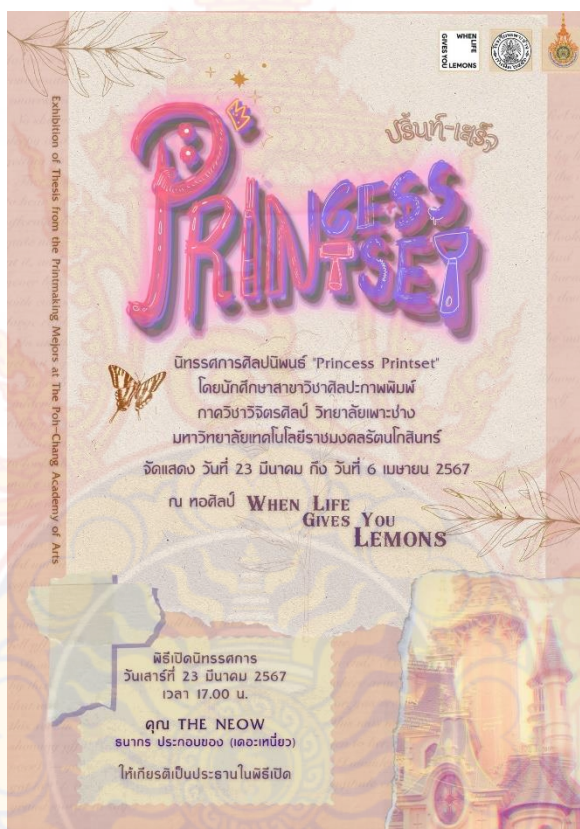 WHEN LIFE
GIVES YOU
LEMONS
ปริ้นท์-เซร้ว
PRINCESS
PRINTSET
Exhibition of Thesis from the Printmaking Mejors at The Poh-Chang Academy of Arts
นิทรรศการศิลปนิพนธ์ "Princess Printset"
โดยนักศึกษาสาขาวิชาศิลปะภาพพิมพ์
ภาควิชาวิจิตรศิลป์ วิทยาลัยเพาะช่าง
มหาวิทยาลัยเทคโนโลยีราชมงคลรัตนโกสินทร์
จัดแสดง วันที่ 23 มีนาคม ถึง วันที่ 6 เมษายน 2567
ณ หอศิลป์ WHEN LIFE
GIVES YOU
LEMONS
พิธีเปิดนิทรรศการ
วันเสาร์ที่ 23 มีนาคม 2567
เวลา 17.00 น.
คุณ THE NEOW
ธนากร ประกอบของ (เดอะเหนี่ยว)
ให้เกียรติเป็นประธานในพิธีเปิด